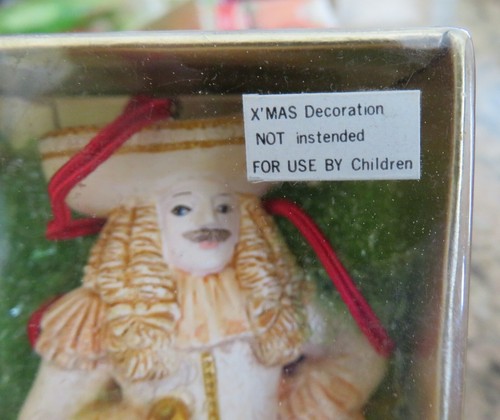 X'MAS Decoration
NOT instended
FOR USE BY Children